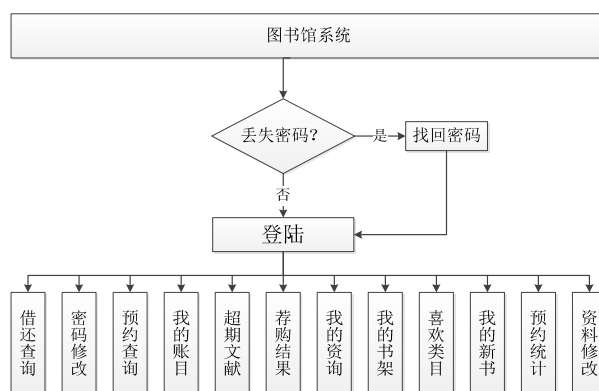 图书馆系统
丢失密码？
是
找回密码
否
登陆
借还查询
密码修改
预约查询
我的账目
超期文献
荐购结果
我的资询
我的书架
喜欢类目
我的新书
预约统计
资料修改